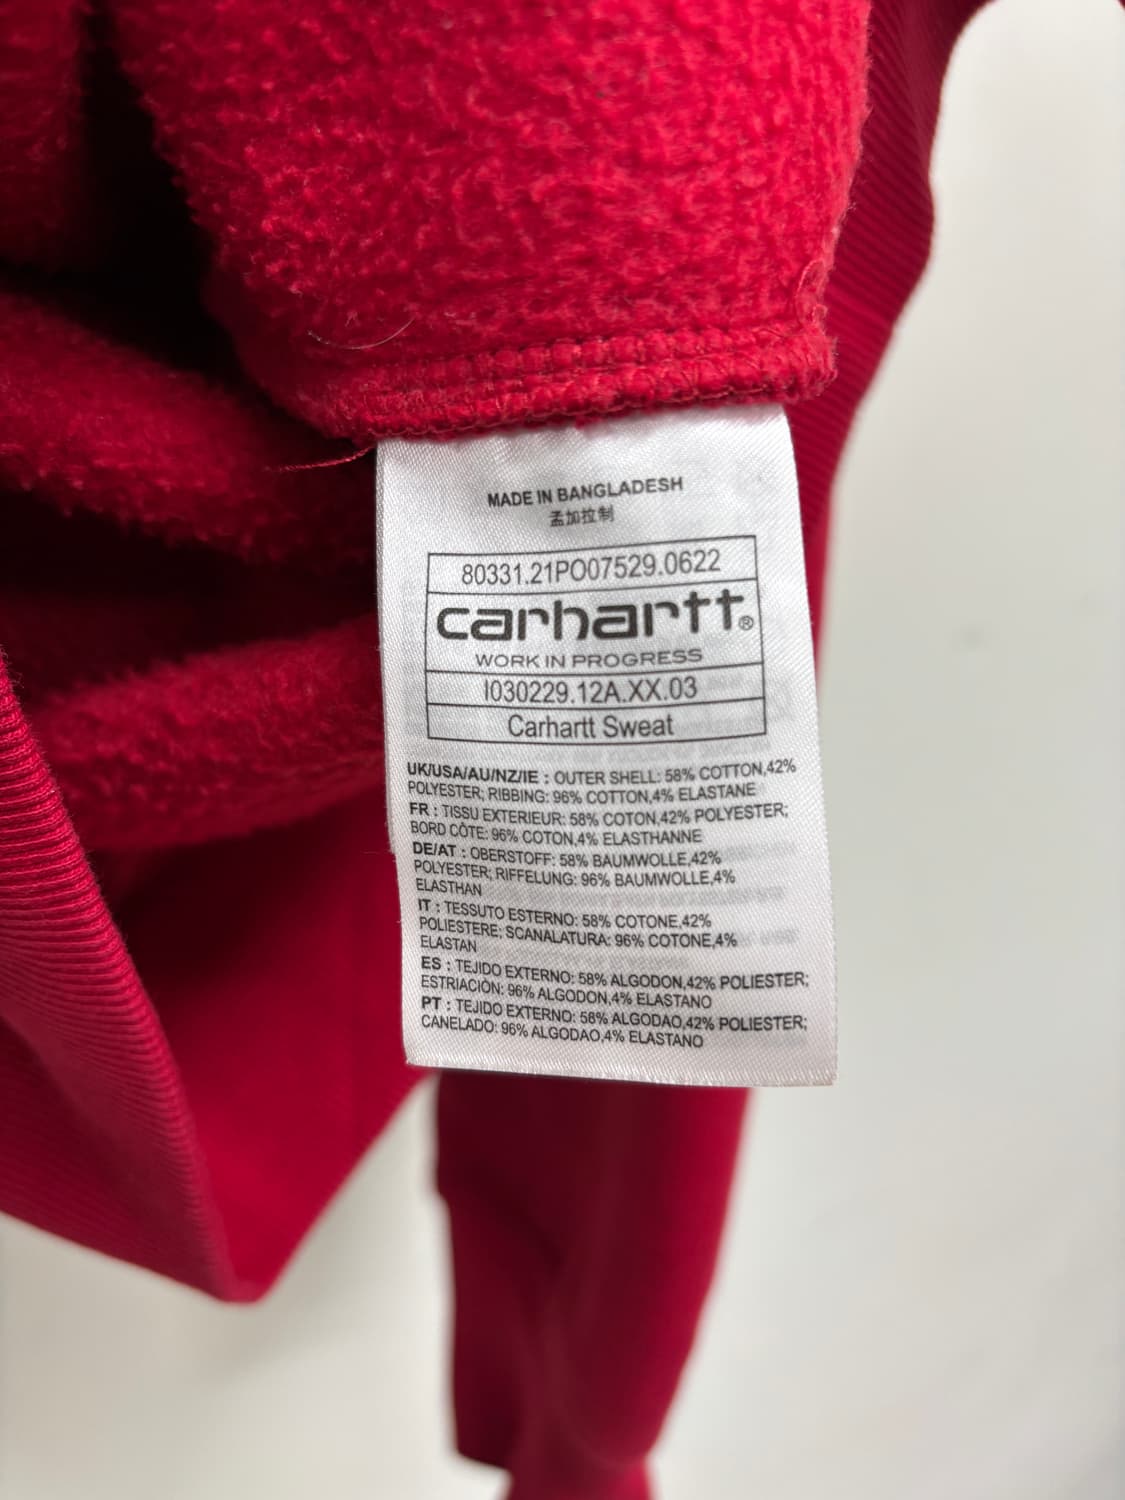 MADE IN BANGLADESH
孟加拉制
80331.21PO07529.0622
carhartt®
WORK IN PROGRESS
I030229.12A.XX.03
Carhartt Sweat
UK/USA/AU/NZ/IE : OUTER SHELL: 58% COTTON,42%
POLYESTER; RIBBING: 96% COTTON,4% ELASTANE
FR : TISSU EXTERIEUR: 58% COTON,42% POLYESTER;
BORD CÔTE: 96% COTON,4% ELASTHANNE
DE/AT : OBERSTOFF: 58% BAUMWOLLE,42%
POLYESTER; RIFFELUNG: 96% BAUMWOLLE,4%
ELASTHAN
IT : TESSUTO ESTERNO: 58% COTONE,42%
POLIESTERE; SCANALATURA: 96% COTONE,4%
ELASTAN
ES : TEJIDO EXTERNO: 58% ALGODON,42% POLIESTER;
ESTRIACIÒN: 96% ALGODON,4% ELASTANO
PT : TEJIDO EXTERNO: 58% ALGODAO,42% POLIESTER;
CANELADO: 96% ALGODAO,4% ELASTANO